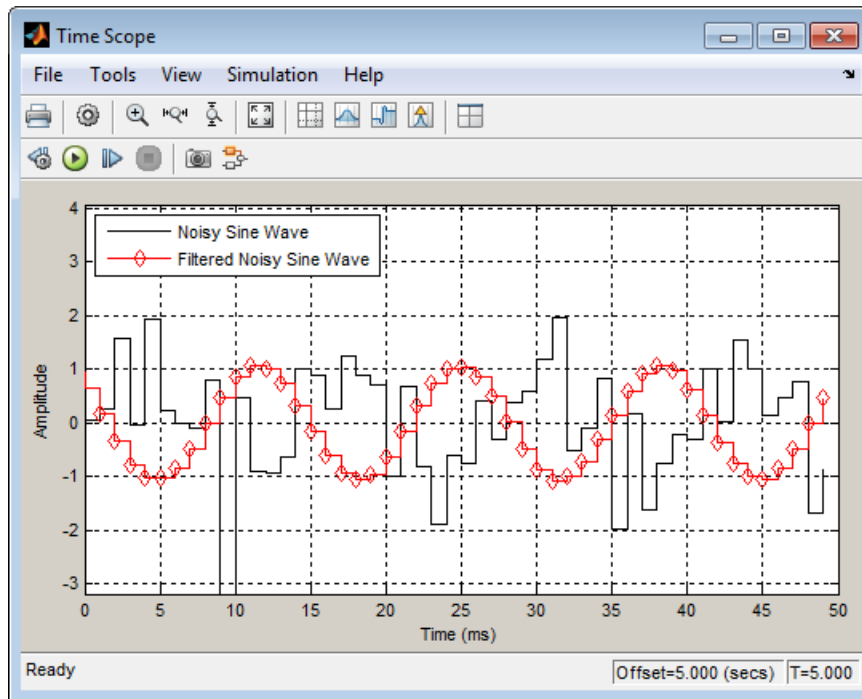 Time Scope
File Tools View Simulation Help
4
3
2
1
0
-1
-2
-3
Amplitude
Noisy Sine Wave
Filtered Noisy Sine Wave
0 5 10 15 20 25 30 35 40 45 50
Time (ms)
Ready
Offset=5.000 (secs) T=5.000